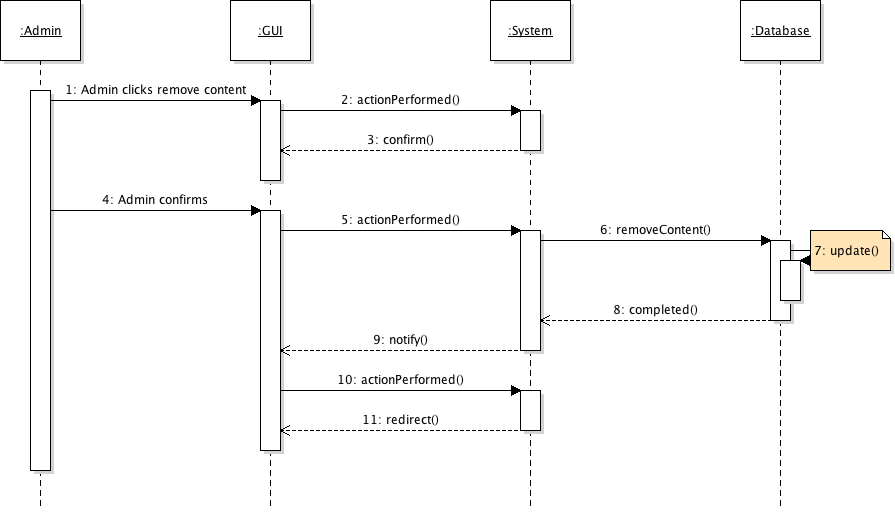 :Admin
:GUI
:System
:Database
1: Admin clicks remove content
2: actionPerformed()
3: confirm()
4: Admin confirms
5: actionPerformed()
6: removeContent()
7: update()
8: completed()
9: notify()
10: actionPerformed()
11: redirect()